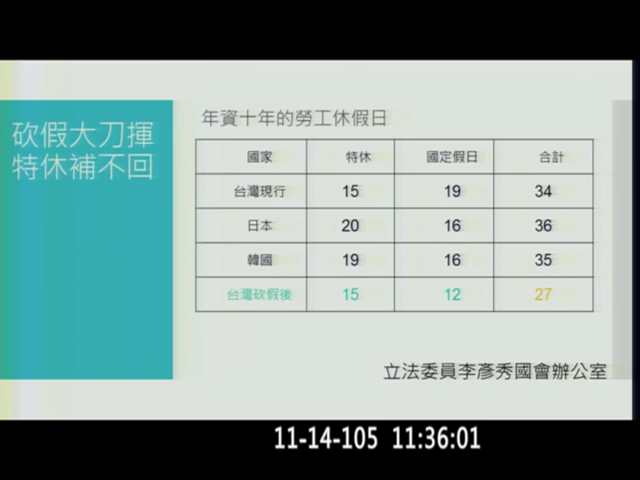 砍假大刀揮
特休補不回
年資十年的勞工休假日
國家 特休 國定假日 合計
台灣現行 15 19 34
日本 20 16 36
韓國 19 16 35
台灣砍假後 15 12 27
立法委員李彥秀國會辦公室
11-14-105 11:36:01